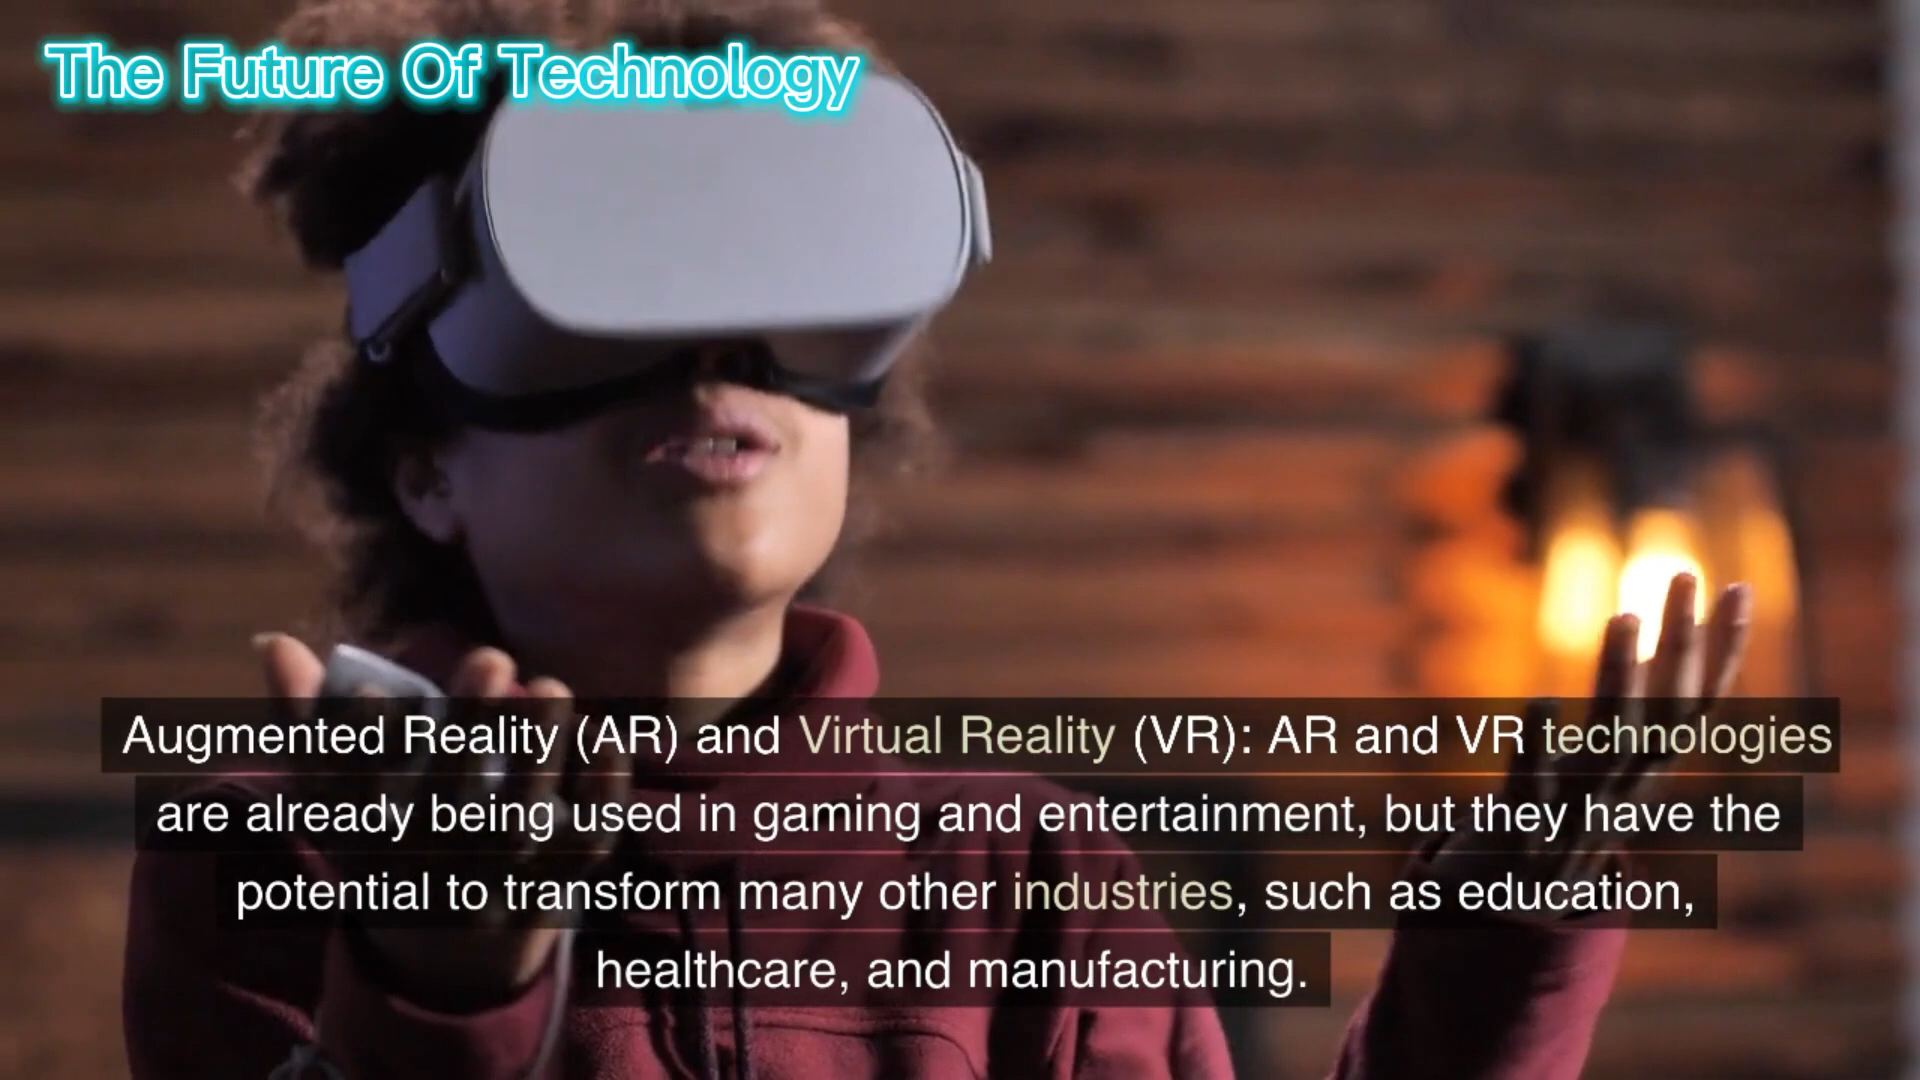 The Future Of Technology
Augmented Reality (AR) and Virtual Reality (VR): AR and VR technologies
are already being used in gaming and entertainment, but they have the
potential to transform many other industries, such as education,
healthcare, and manufacturing.